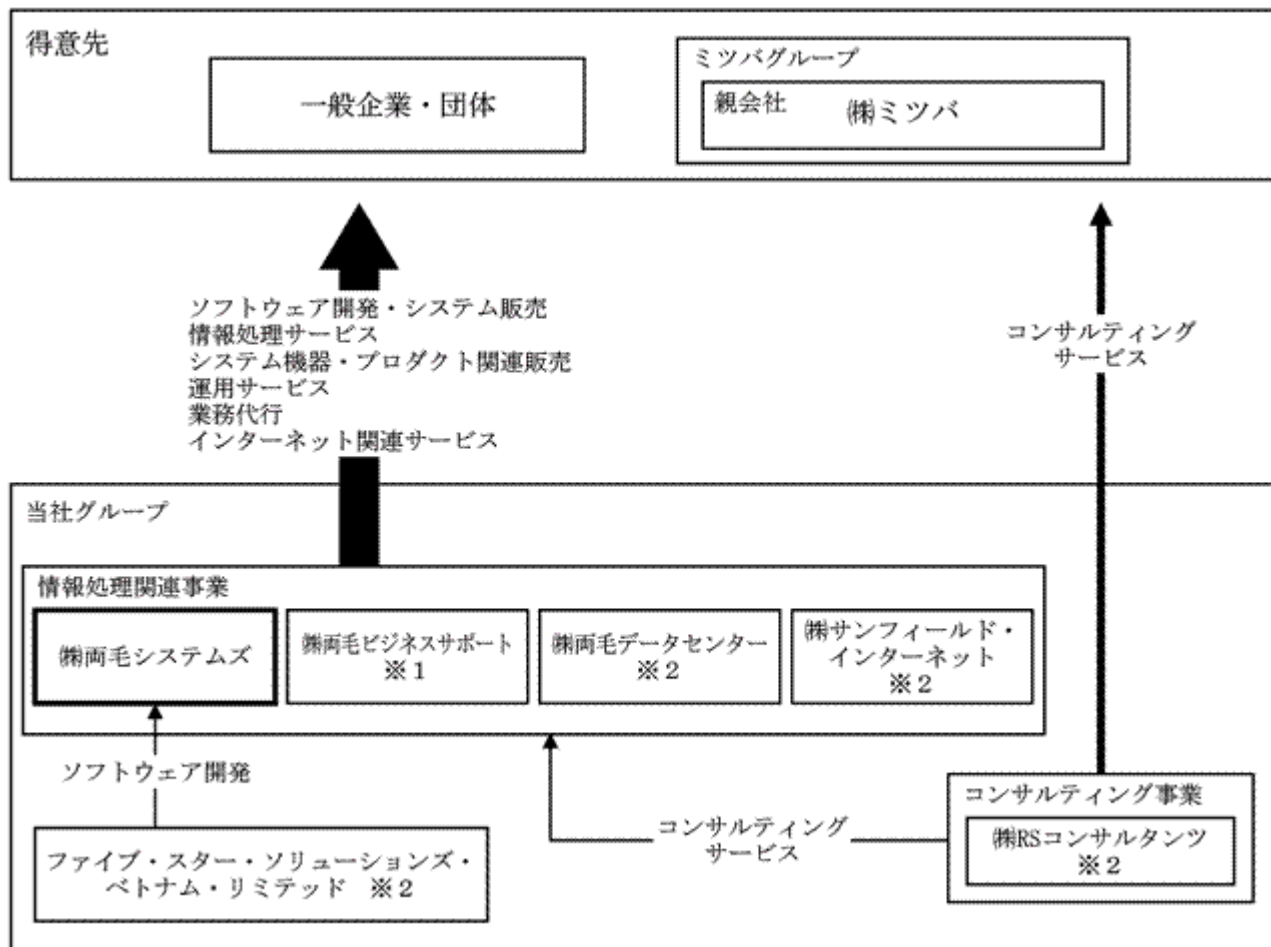 得意先
一般企業・団体
ミツバグループ
親会社 ㈱ミツバ
ソフトウェア開発・システム販売
情報処理サービス
システム機器・プロダクト関連販売
運用サービス
業務代行
インターネット関連サービス
コンサルティング
サービス
当社グループ
情報処理関連事業
㈱両毛システムズ
㈱両毛ビジネスサポート
※1
㈱両毛データセンター
※2
㈱サンフィールド・
インターネット
※2
ソフトウェア開発
ファイブ・スター・ソリューションズ・
ベトナム・リミテッド ※2
コンサルティング
サービス
コンサルティング事業
㈱RSコンサルタンツ
※2